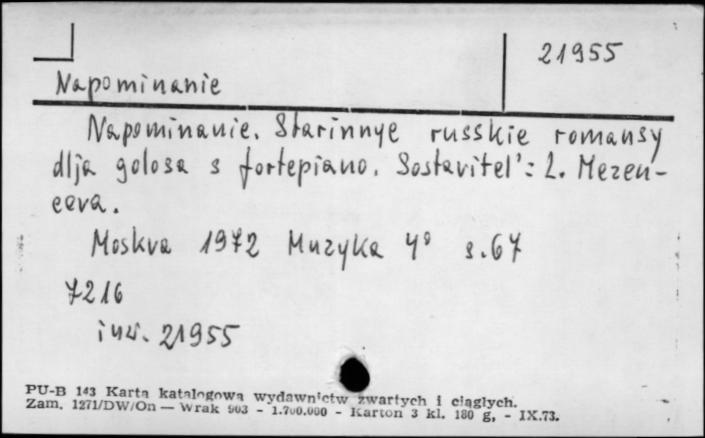 21955
Napominanie
Napominanie. Starinnye russkie romansy
dlja golosa s fortepiano. Sostavitel': L. Mezen-
ceva.
Moskva 1972 Muzyka 4° s.67
7216
inw. 21955
PU-B 143 Karta katalogowa wydawnictw zwartych i ciągłych.
Zam. 1271/DW/On — Wrak 903 - 1.700.000 - Karton 3 kl. 180 g, - IX.73.